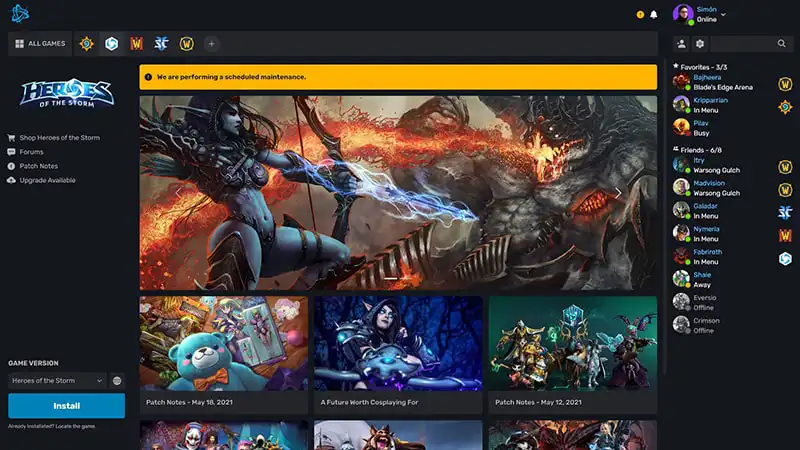 Simón
Online
ALL GAMES
We are performing a scheduled maintenance.
HEROES
OF THE STORM
Shop Heroes of the Storm
Forums
Patch Notes
Upgrade Available
Favorites - 3/3
Bajheera
Blade's Edge Arena
Kripparrian
In Menu
Pilav
Busy
Friends - 6/8
Itry
Warsong Gulch
Madvision
Warsong Gulch
Galadar
In Menu
Nymeria
In Menu
Fabrireth
In Menu
Shaie
Away
Eversio
Offline
Crimson
Offline
Patch Notes - May 18, 2021
A Future Worth Cosplaying For
Patch Notes - May 12, 2021
GAME VERSION
Heroes of the Storm
Install
Already installed? Locate the game.